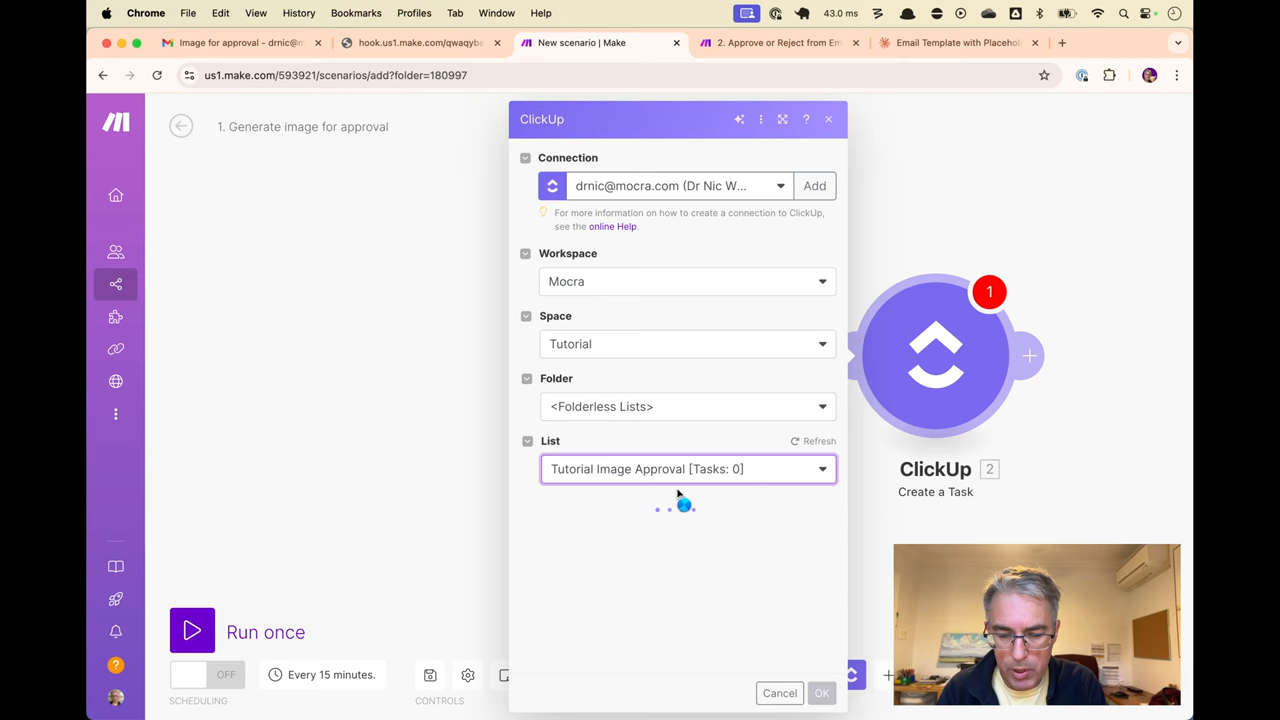 Chrome File Edit View History Bookmarks Profiles Tab Window Help 43.0 ms
Image for approval - drnic@m
hook.us1.make.com/qwaqybe
New scenario | Make
2. Approve or Reject from Em
Email Template with Placehol
us1.make.com/593921/scenarios/add?folder=180997
1. Generate image for approval
ClickUp
Connection
drnic@mocra.com (Dr Nic W...
Add
For more information on how to create a connection to ClickUp,
see the online Help.
Workspace
Mocra
Space
Tutorial
Folder
<Folderless Lists>
List
Refresh
Tutorial Image Approval [Tasks: 0]
1
ClickUp 2
Create a Task
Run once
OFF
Every 15 minutes.
SCHEDULING
CONTROLS
Cancel
OK